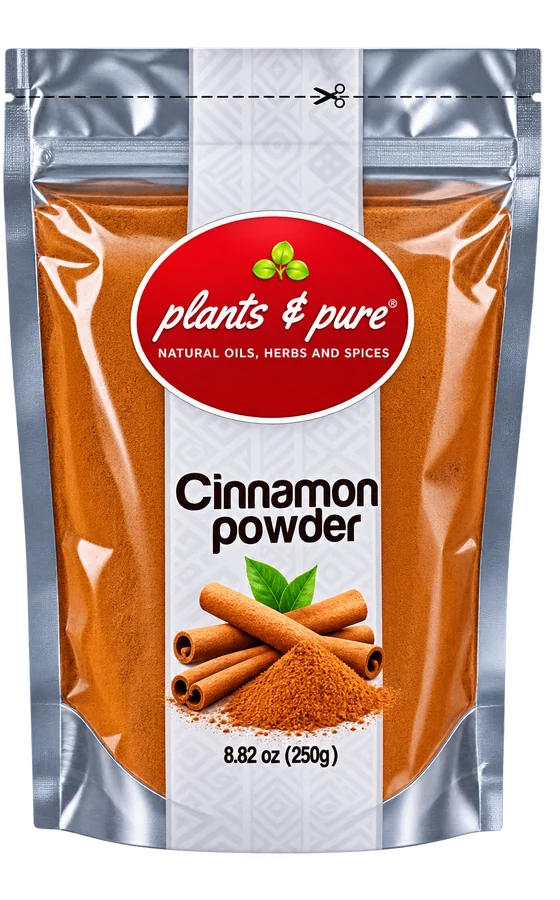 plants & pure®
NATURAL OILS, HERBS AND SPICES
Cinnamon
powder
8.82 oz (250g)